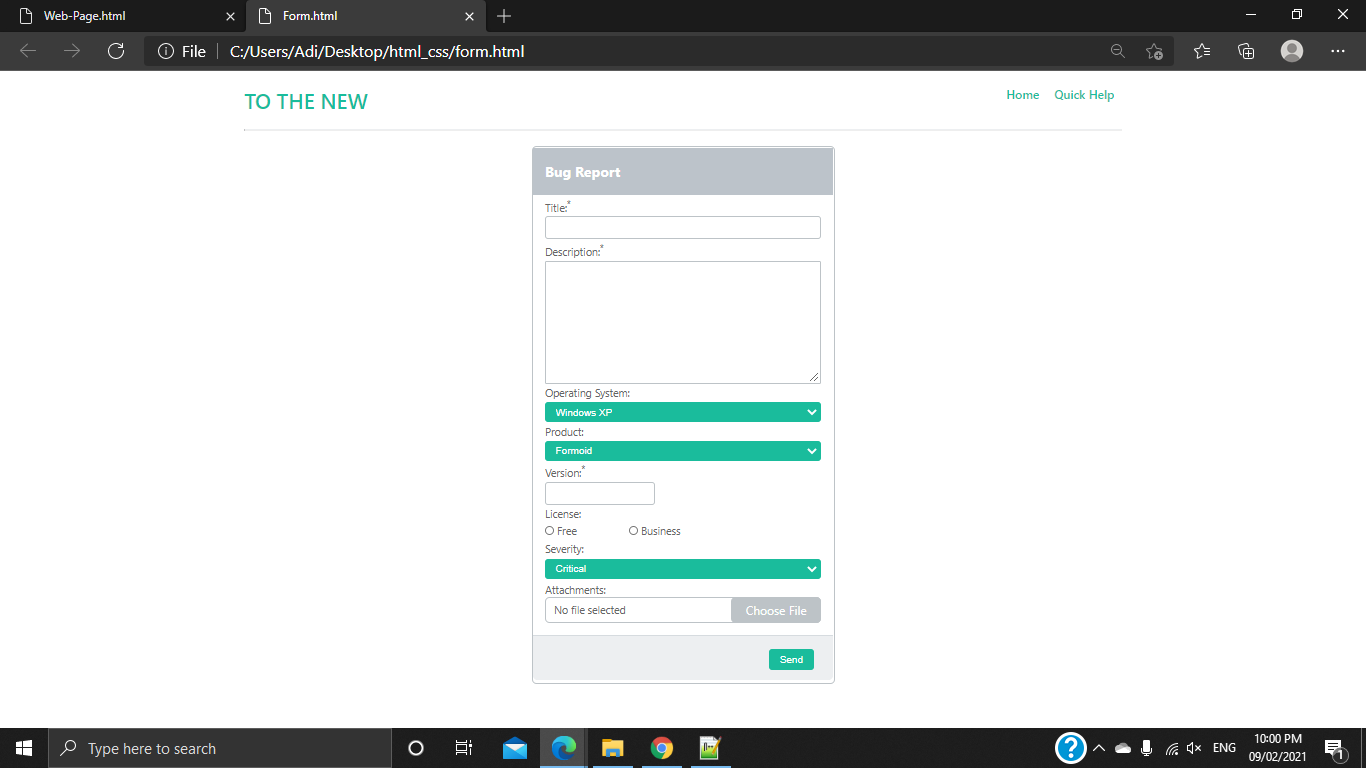 Web-Page.html
Form.html
File
C:/Users/Adi/Desktop/html_css/form.html
TO THE NEW
Home Quick Help
Bug Report
Title:*
Description:*
Operating System:
Windows XP
Product:
Formoid
Version:*
License:
Free Business
Severity:
Critical
Attachments:
No file selected Choose File
Send
Type here to search
ENG
10:00 PM
09/02/2021
1